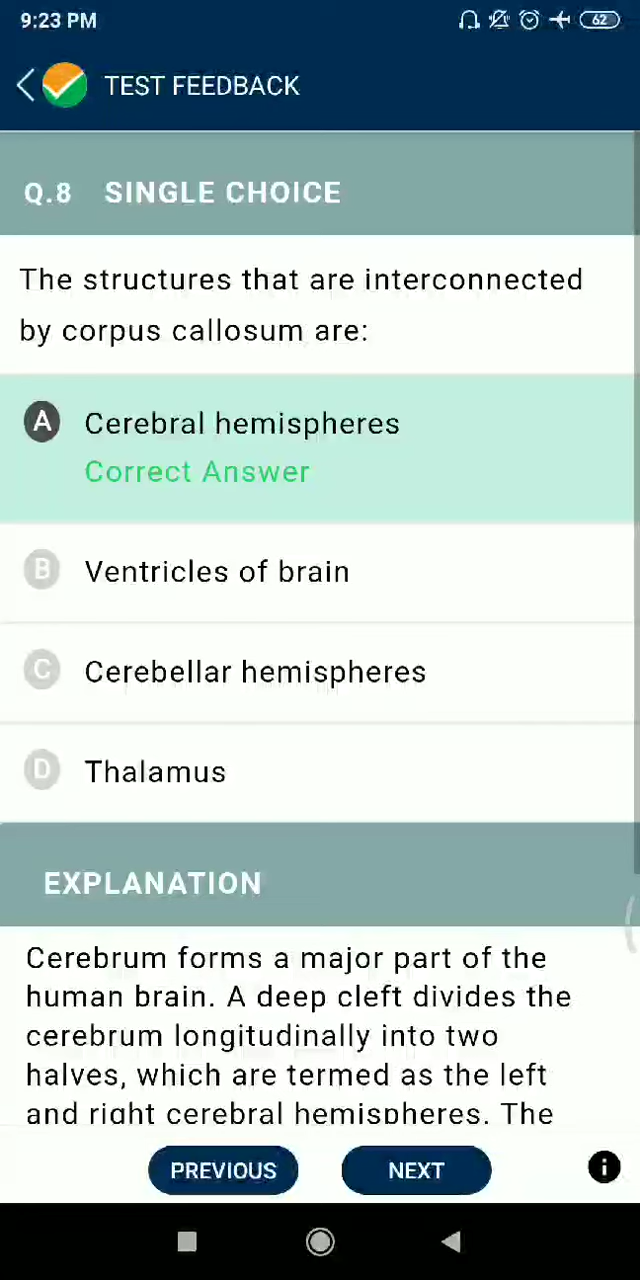 9:23 PM
62
TEST FEEDBACK
Q.8 SINGLE CHOICE
The structures that are interconnected
by corpus callosum are:
A Cerebral hemispheres
Correct Answer
B Ventricles of brain
C Cerebellar hemispheres
D Thalamus
EXPLANATION
Cerebrum forms a major part of the
human brain. A deep cleft divides the
cerebrum longitudinally into two
halves, which are termed as the left
and right cerebral hemispheres. The
PREVIOUS NEXT i